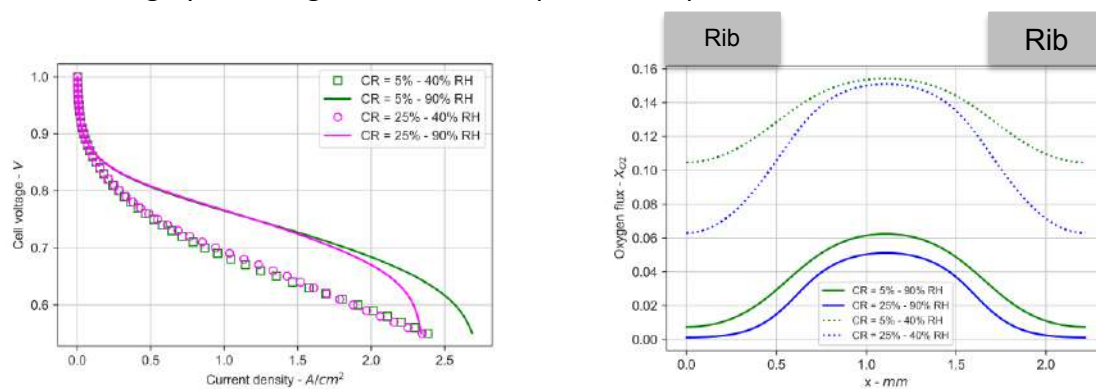 Rib
Rib
1.0
0.9
0.8
0.7
0.6
Cell voltage - V
0.0 0.5 1.0 1.5 2.0 2.5
Current density - A/cm²
CR = 5% - 40% RH
CR = 5% - 90% RH
CR = 25% - 40% RH
CR = 25% - 90% RH
0.16
0.14
0.12
0.10
0.08
0.06
0.04
0.02
0.00
Oxygen flux - X_{O2}
0.0 0.5 1.0 1.5 2.0
x - mm
CR = 5% - 90% RH
CR = 25% - 90% RH
CR = 5% - 40% RH
CR = 25% - 40% RH